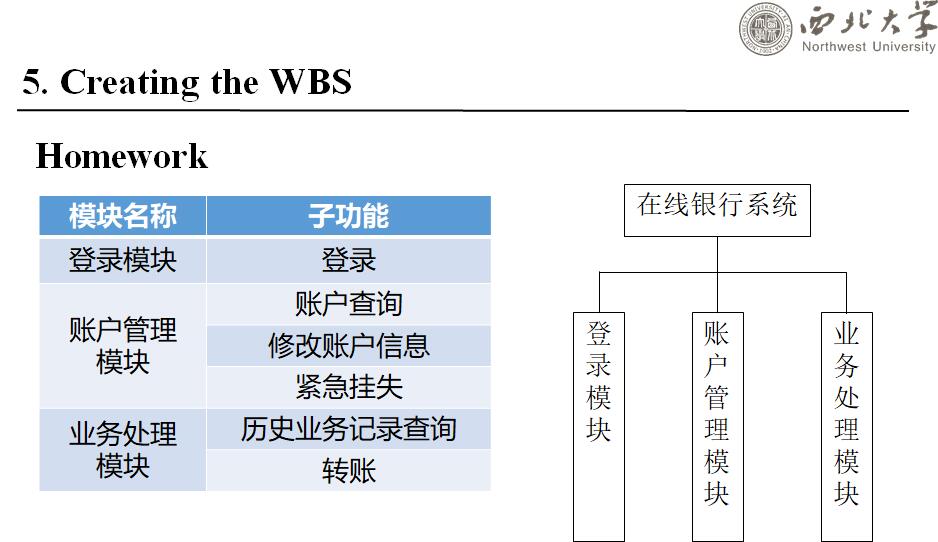 西北大学
Northwest University
5. Creating the WBS
Homework
模块名称 子功能
登录模块 登录
账户管理
模块
账户查询
修改账户信息
紧急挂失
业务处理
模块
历史业务记录查询
转账
在线银行系统
登录模块
账户管理模块
业务处理模块